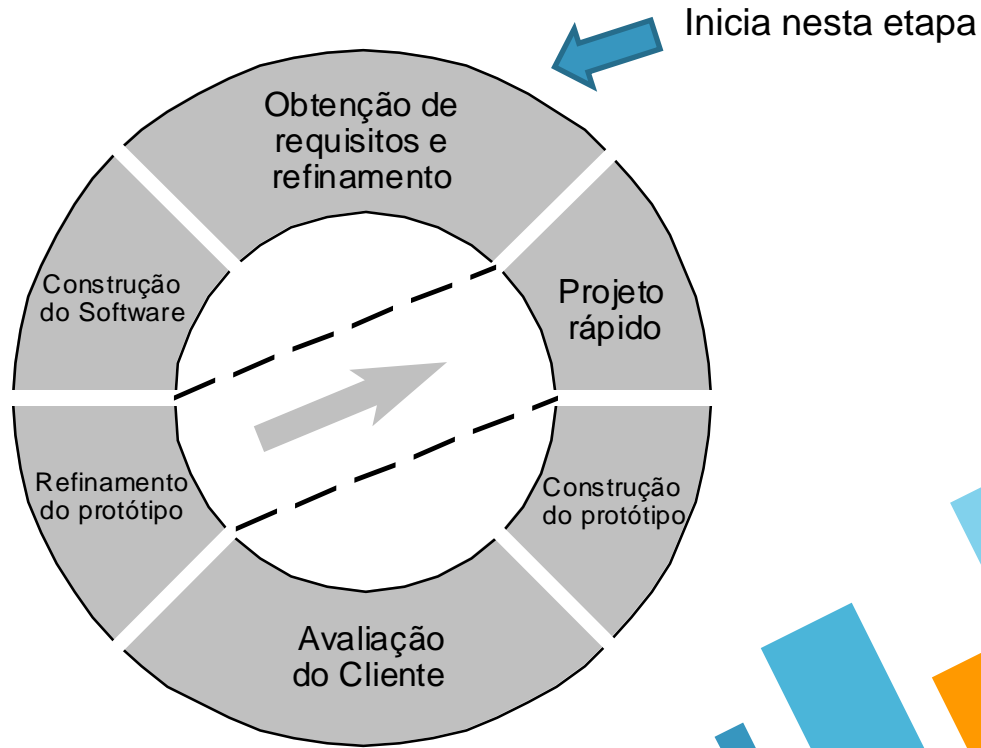 Inicia nesta etapa
Obtenção de
requisitos e
refinamento
Projeto
rápido
Construção
do protótipo
Avaliação
do Cliente
Refinamento
do protótipo
Construção
do Software